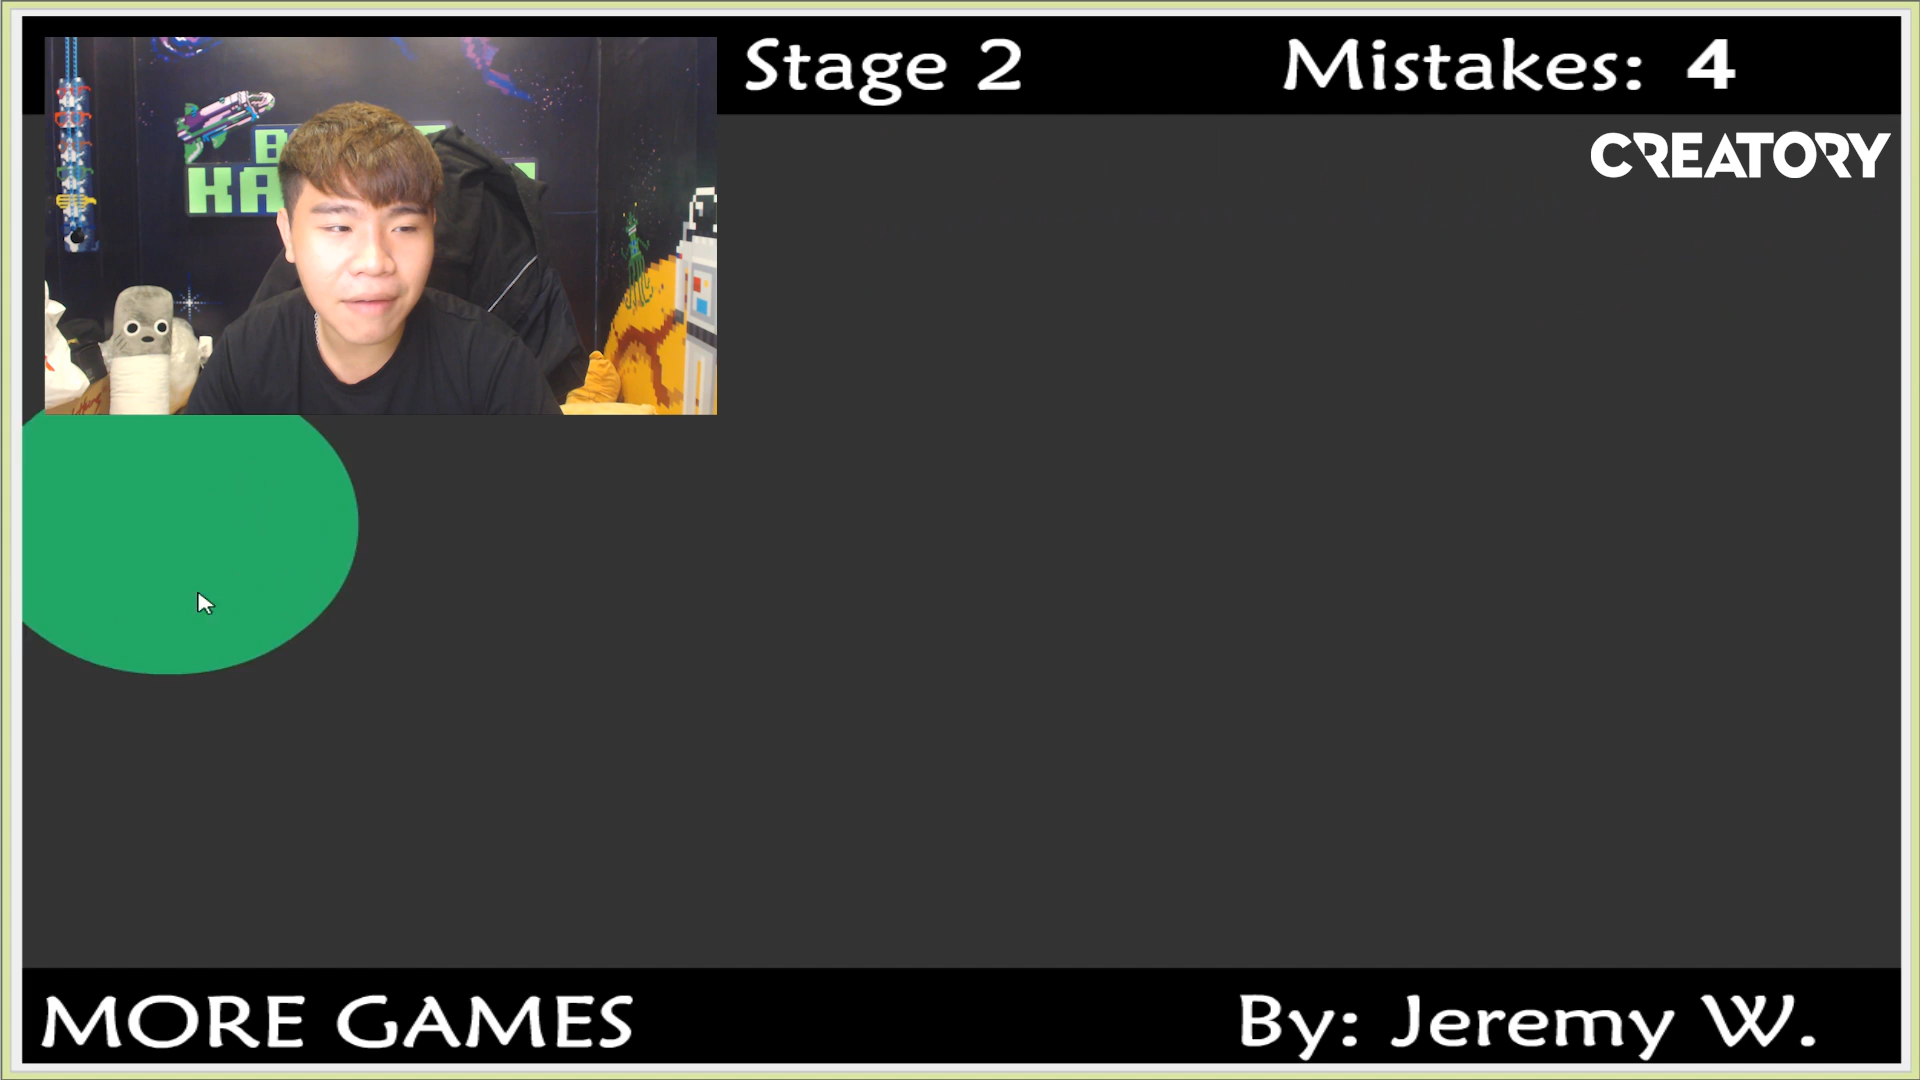 Stage 2
Mistakes: 4
CREATORY
MORE GAMES
By: Jeremy W.